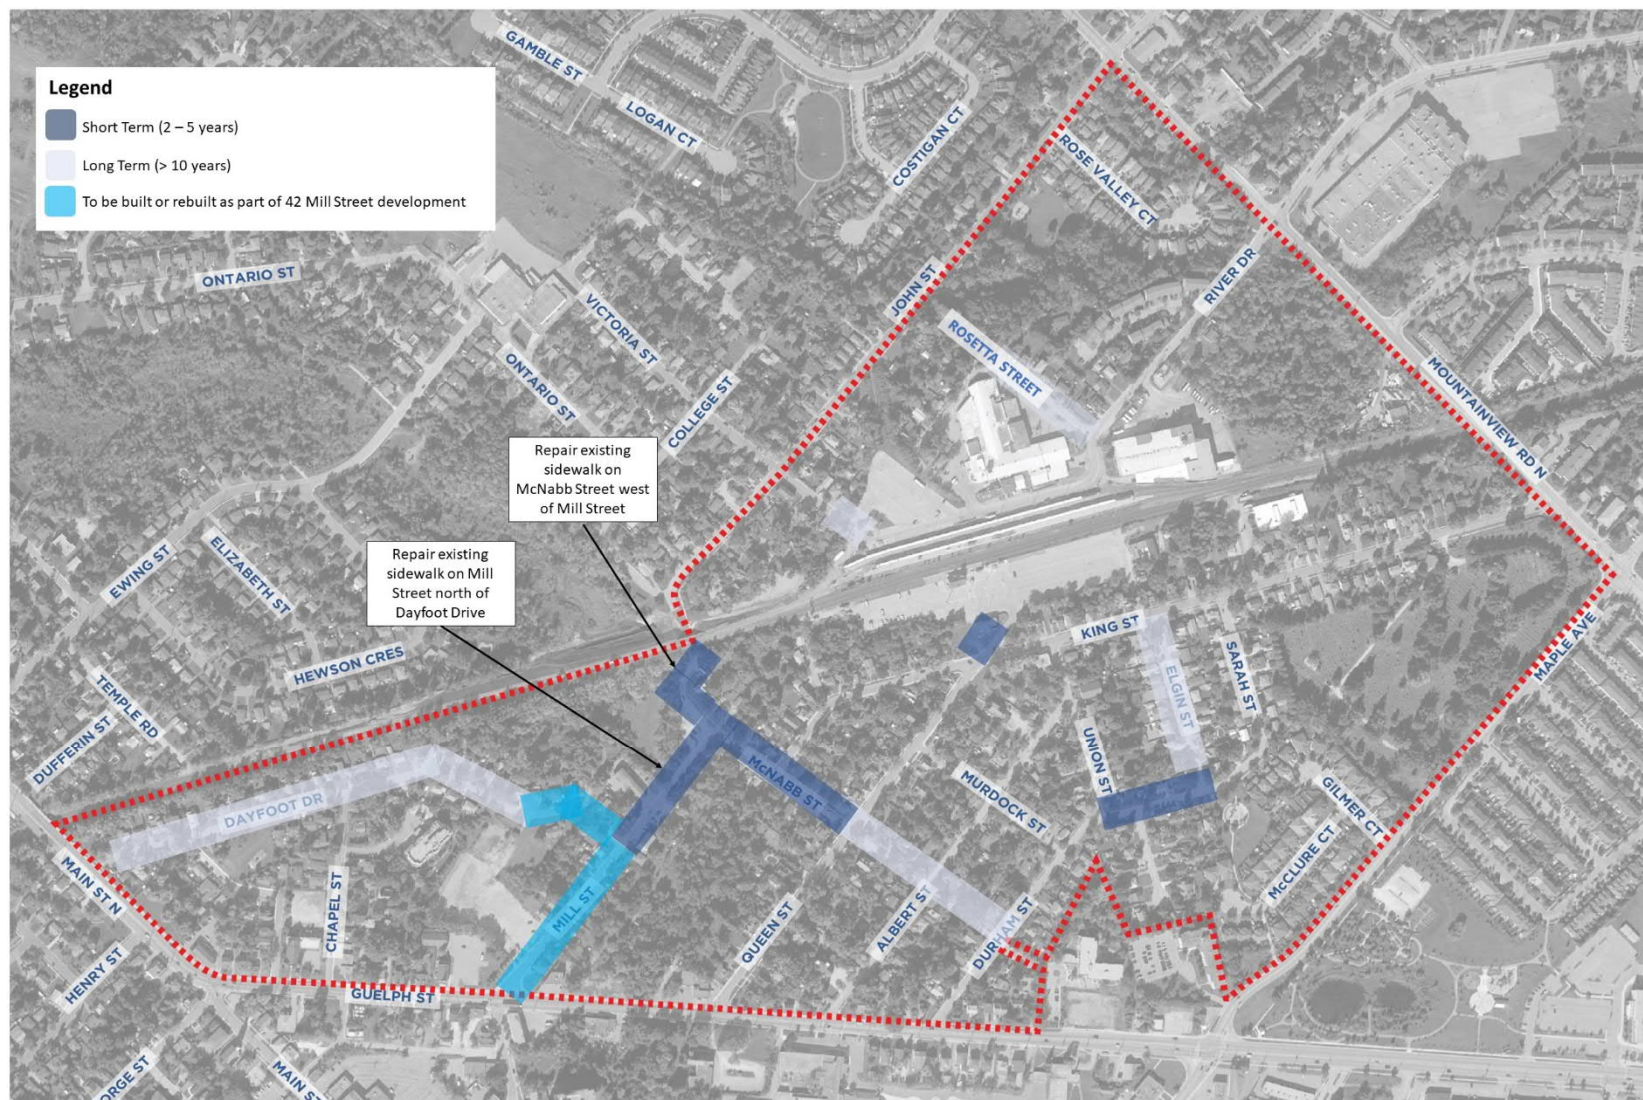 Legend
Short Term (2 – 5 years)
Long Term (> 10 years)
To be built or rebuilt as part of 42 Mill Street development
GAMBLE ST
LOGAN CT
COSTIGAN CT
ROSE VALLEY CT
ONTARIO ST
JOHN ST
RIVER DR
VICTORIA ST
ROSETTA STREET
ONTARIO ST
COLLEGE ST
MOUNTAINVIEW RD N
Repair existing
sidewalk on
McNabb Street west
of Mill Street
EWING ST
ELIZABETH ST
Repair existing
sidewalk on Mill
Street north of
Dayfoot Drive
KING ST
SARAH ST
MAPLE AVE
HEWSON CRES
TEMPLE RD
ELGIN ST
DUFFERIN ST
UNION ST
McNABB ST
MURDOCK ST
DAYFOOT DR
GILMER CT
McCLURE CT
MAIN ST N
CHAPEL ST
MILL ST
QUEEN ST
ALBERT S
DURHAM ST
HENRY ST
GUELPH ST
ORGE ST
MAIN ST